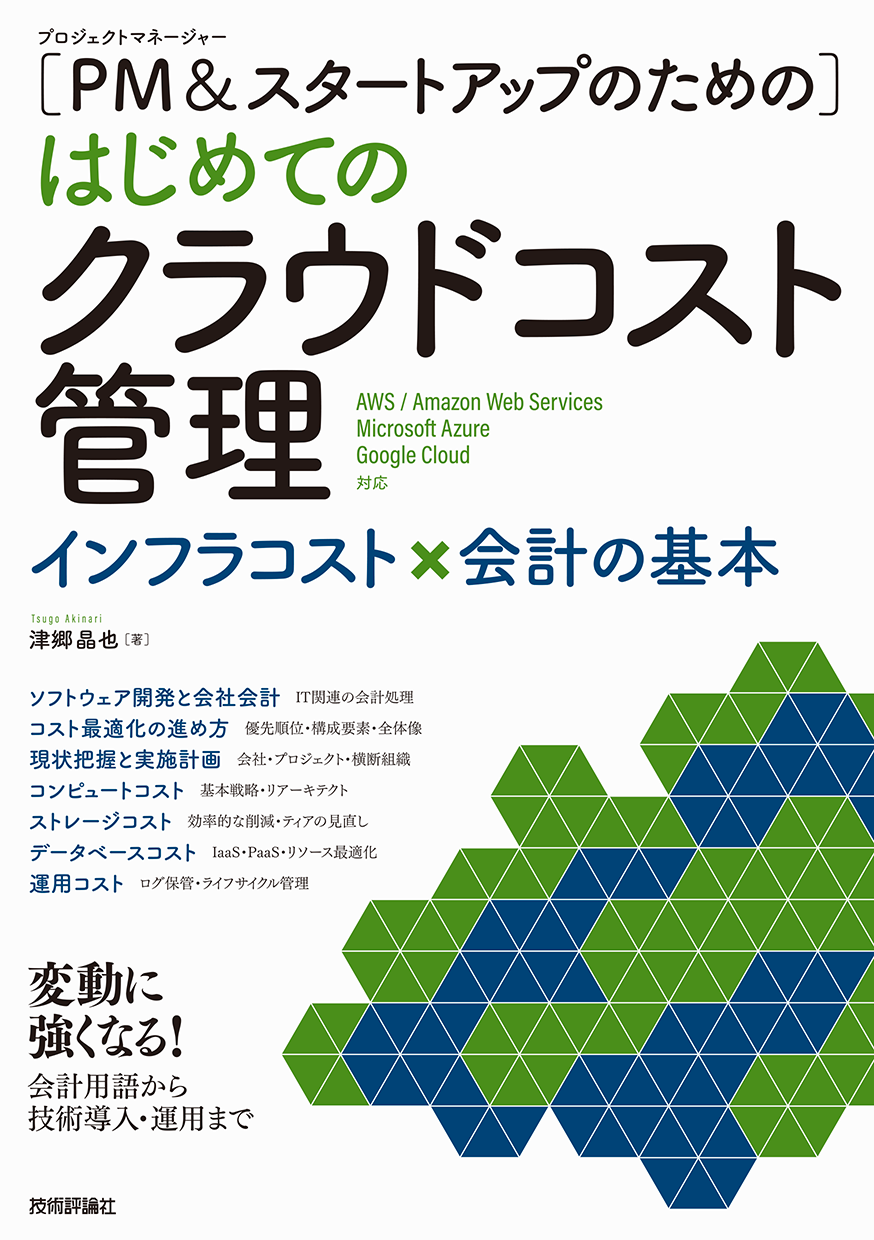 プロジェクトマネージャー
［PM＆スタートアップのための］
はじめての
クラウドコスト
管理
AWS / Amazon Web Services
Microsoft Azure
Google Cloud
対応
インフラコスト×会計の基本
Tsugo Akinari
津郷晶也［著］
ソフトウェア開発と会社会計　IT関連の会計処理
コスト最適化の進め方　優先順位・構成要素・全体像
現状把握と実施計画　会社・プロジェクト・横断組織
コンピュートコスト　基本戦略・リアーキテクト
ストレージコスト　効率的な削減・ティアの見直し
データベースコスト　IaaS・PaaS・リソース最適化
運用コスト　ログ保管・ライフサイクル管理
変動に
強くなる！
会計用語から
技術導入・運用まで
技術評論社